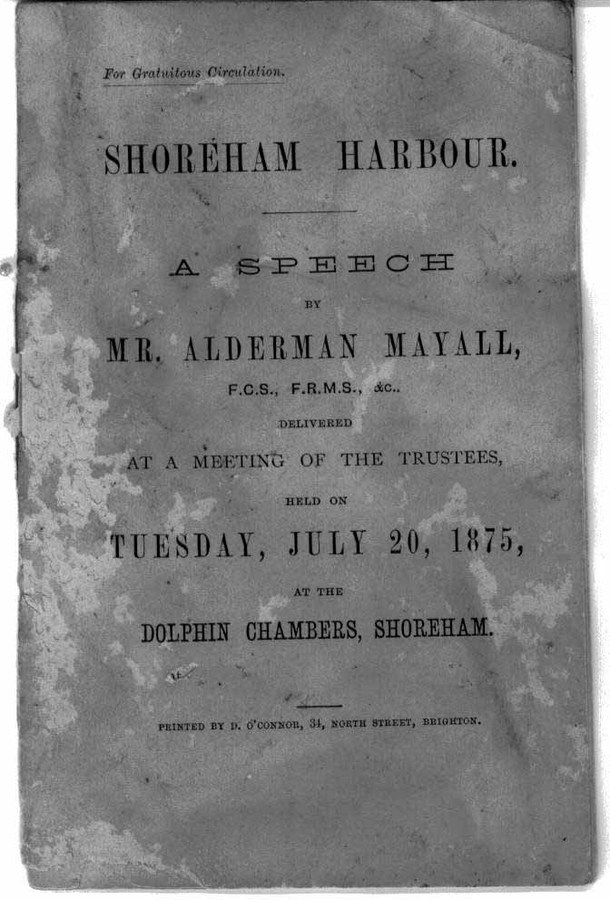 For Gratuitous Circulation.
SHOREHAM HARBOUR.
A SPEECH
BY
MR. ALDERMAN MAYALL,
F.C.S., F.R.M.S., &C..
DELIVERED
AT A MEETING OF THE TRUSTEES,
HELD ON
TUESDAY, JULY 20, 1875,
AT THE
DOLPHIN CHAMBERS, SHOREHAM.
PRINTED BY D. O'CONNOR, 34, NORTH STREET, BRIGHTON.